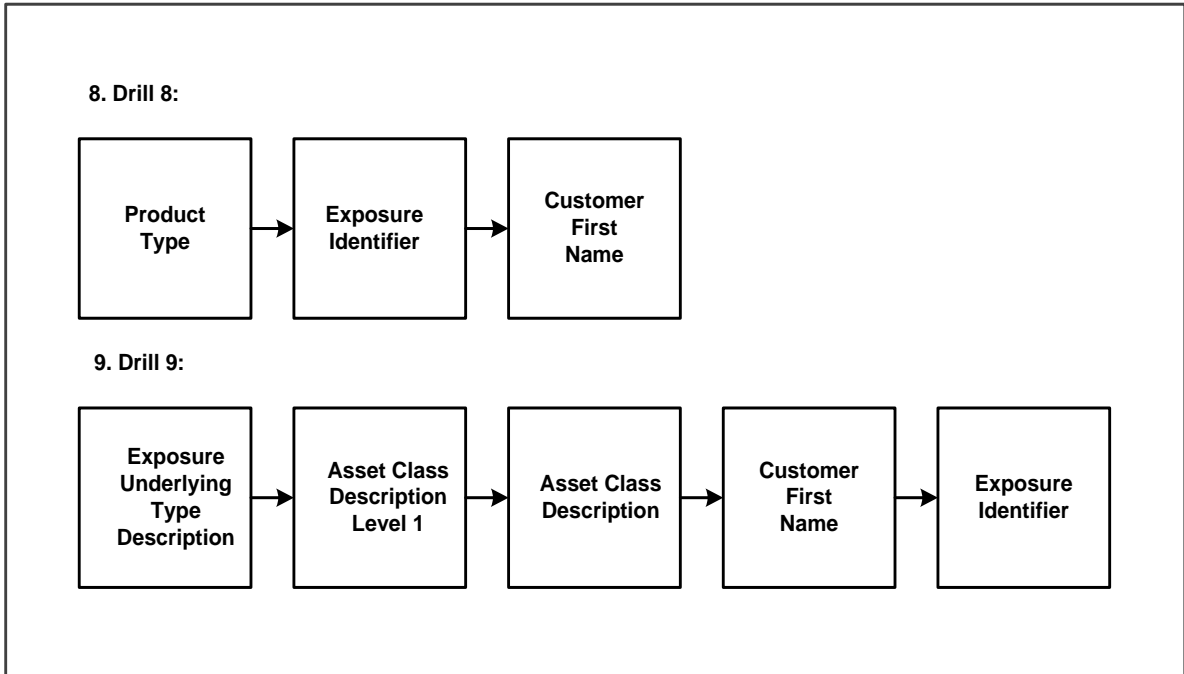 8. Drill 8:
Product
Type
Exposure
Identifier
Customer
First
Name
9. Drill 9:
Exposure
Underlying
Type
Description
Asset Class
Description
Level 1
Asset Class
Description
Customer
First
Name
Exposure
Identifier